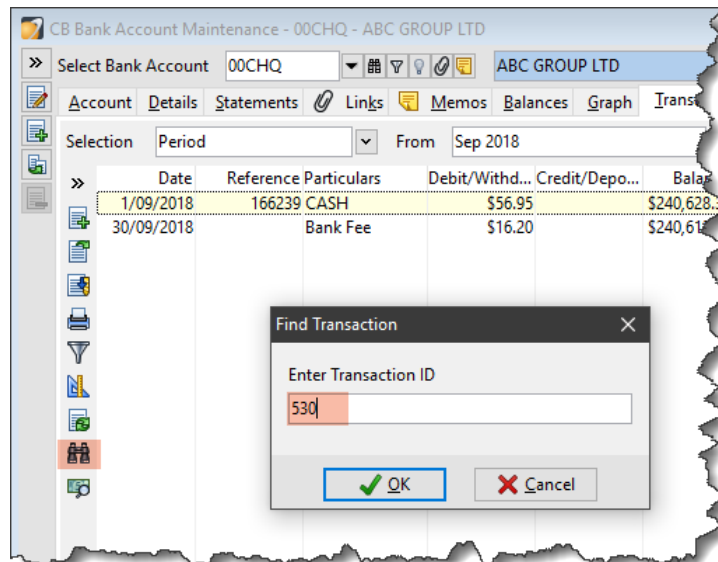 CB Bank Account Maintenance - 00CHQ - ABC GROUP LTD
Select Bank Account 00CHQ ABC GROUP LTD
Account Details Statements Links Memos Balances Graph
Selection Period From Sep 2018
Date Reference Particulars Debit/Withd... Credit/Depo...
1/09/2018 166239 CASH $56.95
30/09/2018 Bank Fee $16.20
Find Transaction
Enter Transaction ID
530
OK Cancel